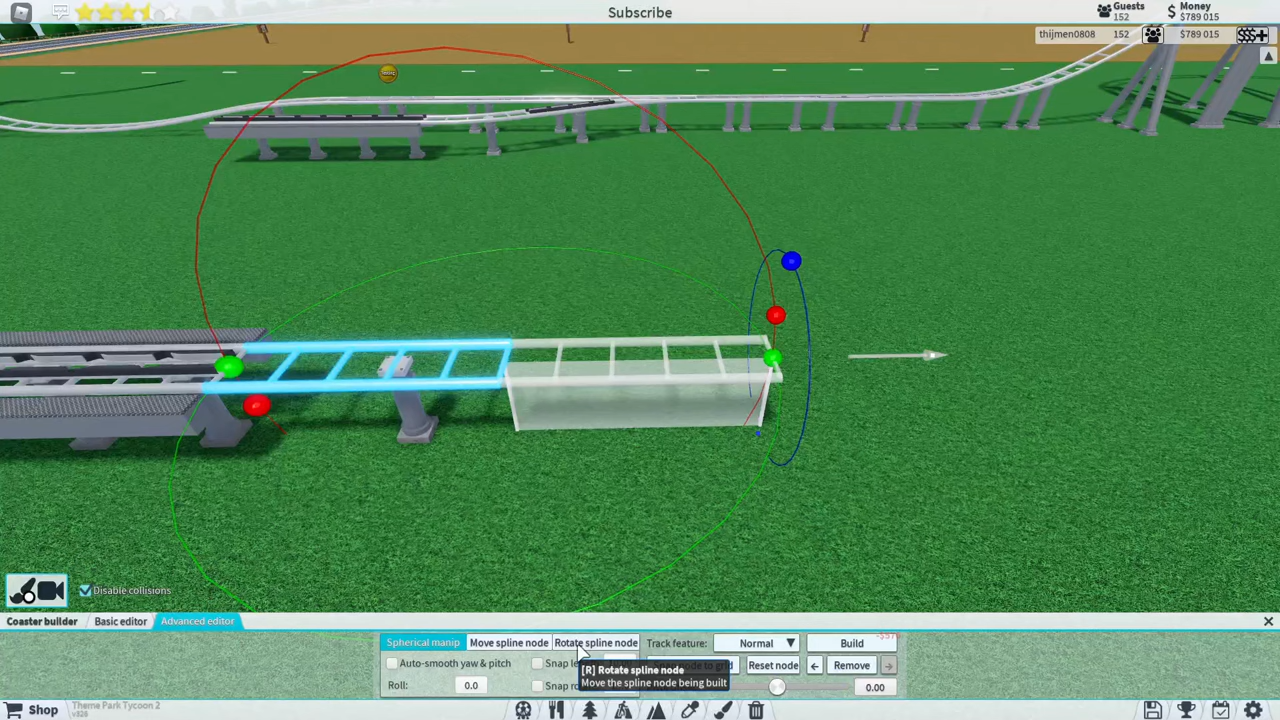 Subscribe
Guests
152
Money
$789 015
thijmen0808 152 $789 015
Disable collisions
Coaster builder Basic editor Advanced editor
Spherical manip Move spline node Rotate spline node Track feature: Normal Build
Auto-smooth yaw & pitch
Reset node Remove
[R] Rotate spline node
Move the spline node being built
Roll: 0.0
0.00
Shop
Theme Park Tycoon 2
v328